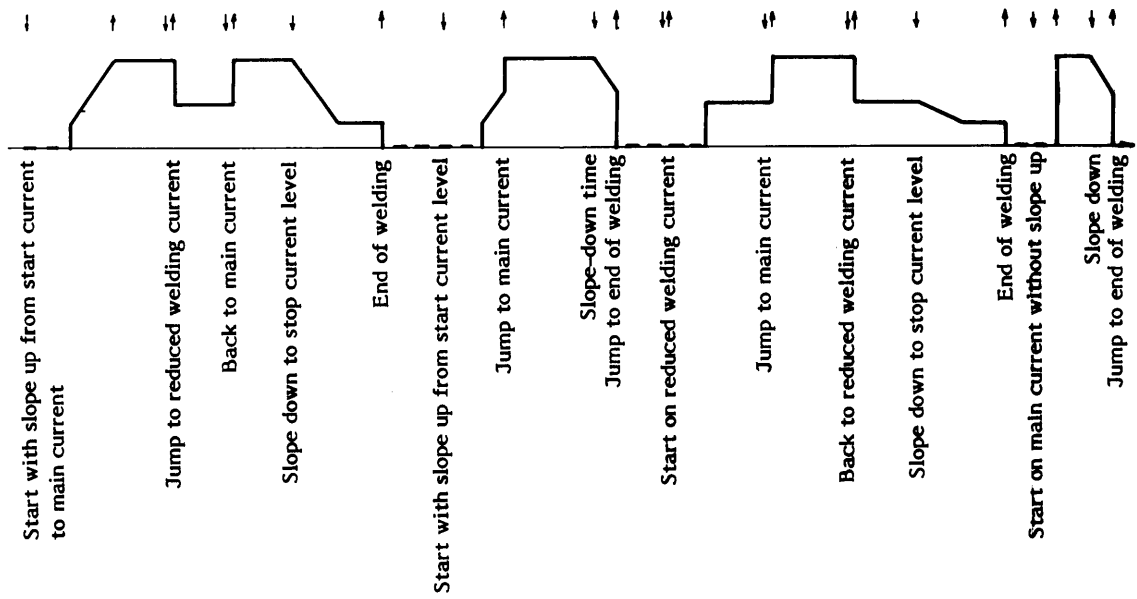 Start with slope up from start current
to main current
Jump to reduced welding current
Back to main current
Slope down to stop current level
End of welding
Start with slope up from start current level
Jump to main current
Slope-down time
Jump to end of welding
Start on reduced welding current
Jump to main current
Back to reduced welding current
Slope down to stop current level
End of welding
Start on main current without slope up
Slope down
Jump to end of welding